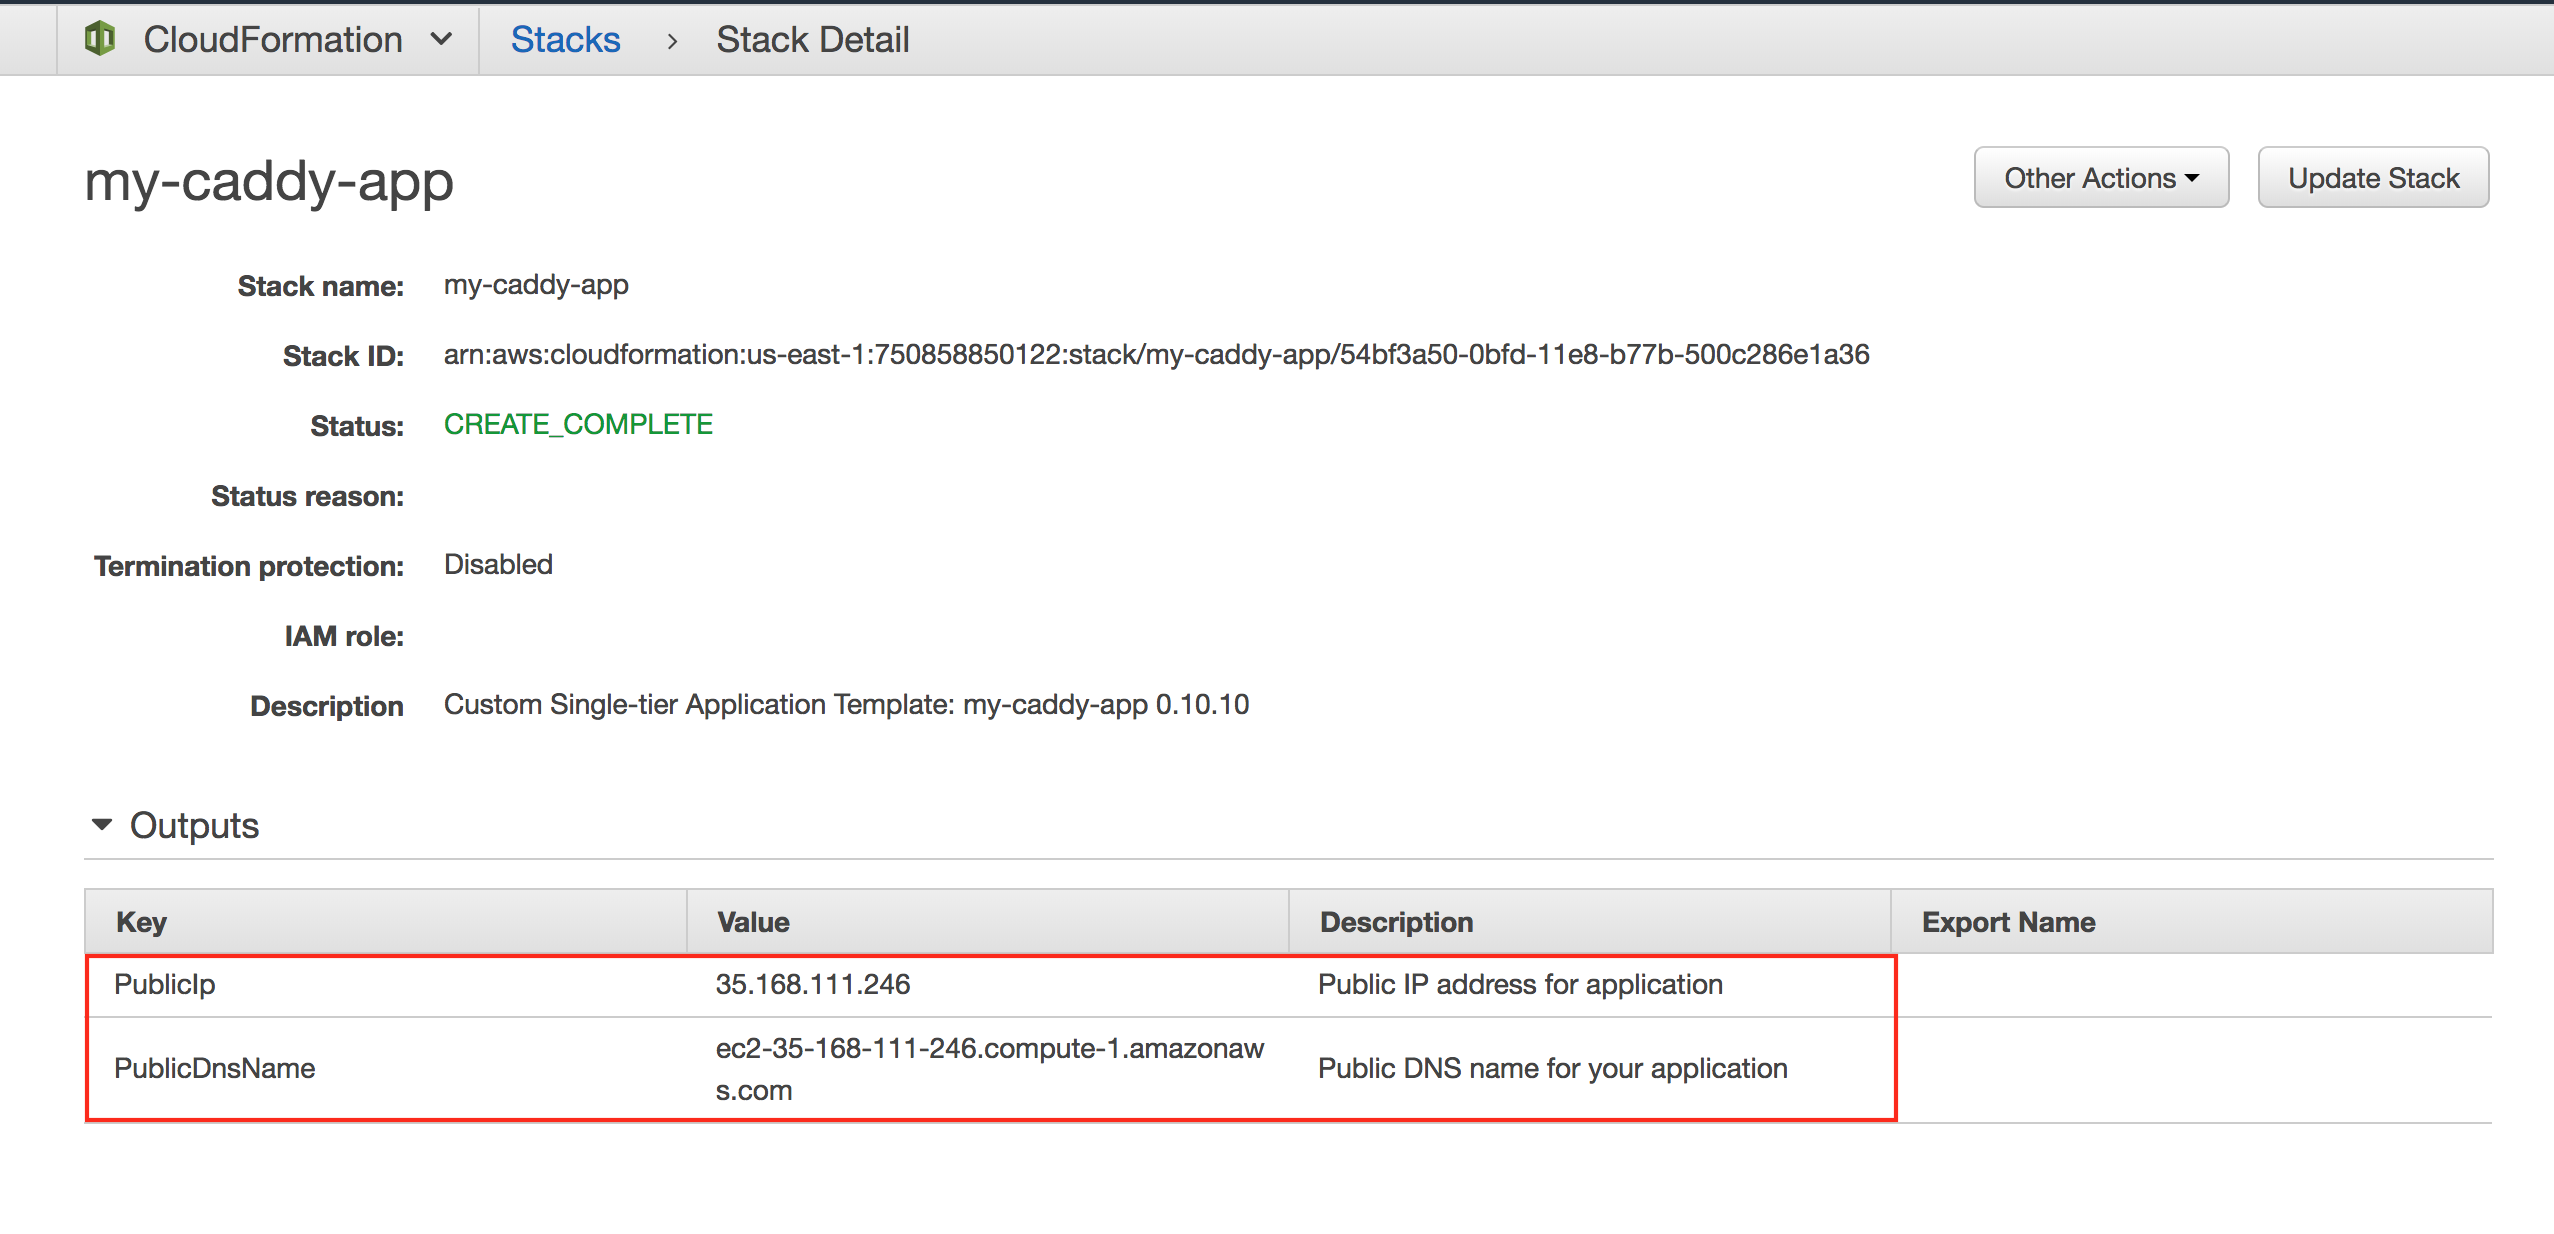 CloudFormation Stacks > Stack Detail
my-caddy-app
Other Actions Update Stack
Stack name: my-caddy-app
Stack ID: arn:aws:cloudformation:us-east-1:750858850122:stack/my-caddy-app/54bf3a50-0bfd-11e8-b77b-500c286e1a36
Status: CREATE_COMPLETE
Status reason:
Termination protection: Disabled
IAM role:
Description Custom Single-tier Application Template: my-caddy-app 0.10.10
Outputs
Key Value Description Export Name
PublicIp 35.168.111.246 Public IP address for application
PublicDnsName ec2-35-168-111-246.compute-1.amazonaw Public DNS name for your application
s.com